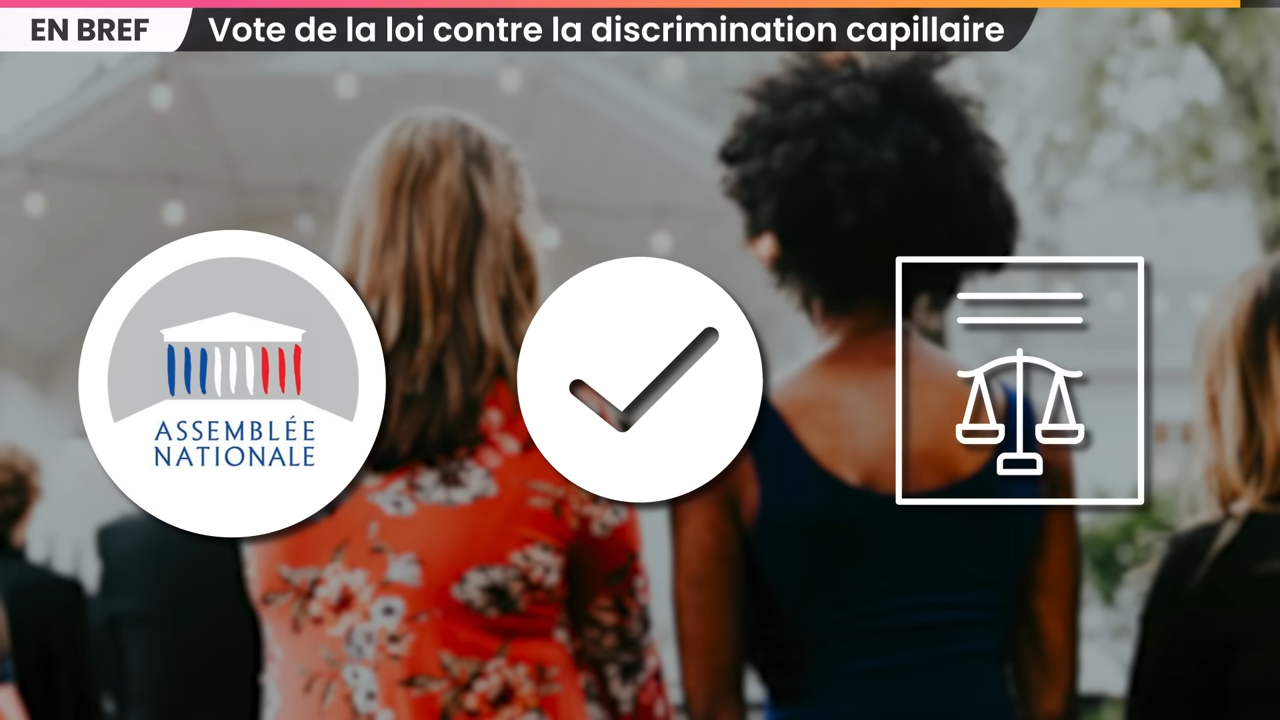 EN BREF
Vote de la loi contre la discrimination capillaire
ASSEMBLÉE
NATIONALE